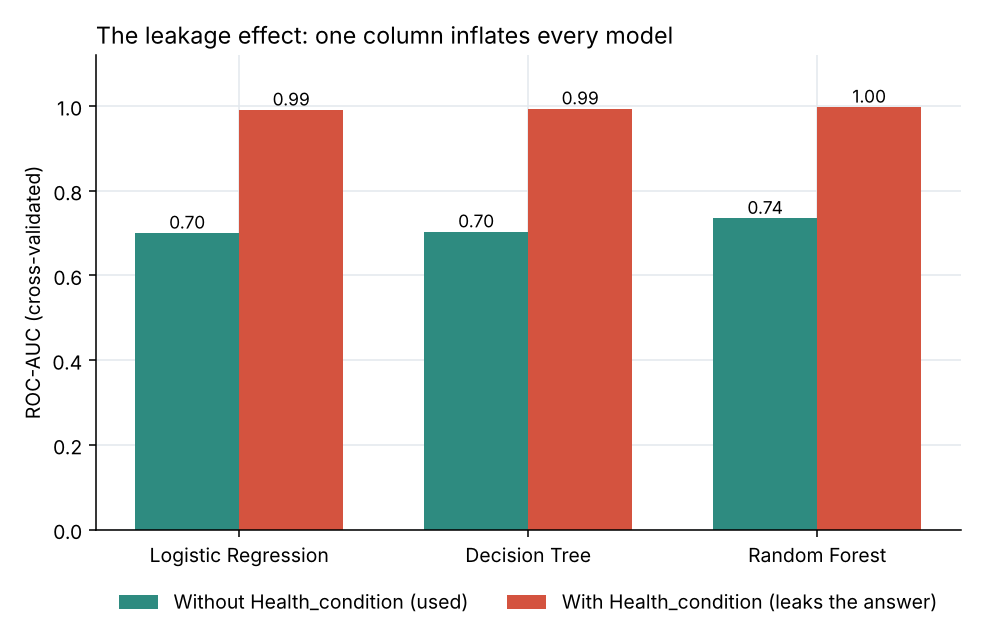 The leakage effect: one column inflates every model
ROC-AUC (cross-validated)
1.0
0.8
0.6
0.4
0.2
0.0
0.70
0.99
0.70
0.99
0.74
1.00
Logistic Regression
Decision Tree
Random Forest
Without Health_condition (used)
With Health_condition (leaks the answer)